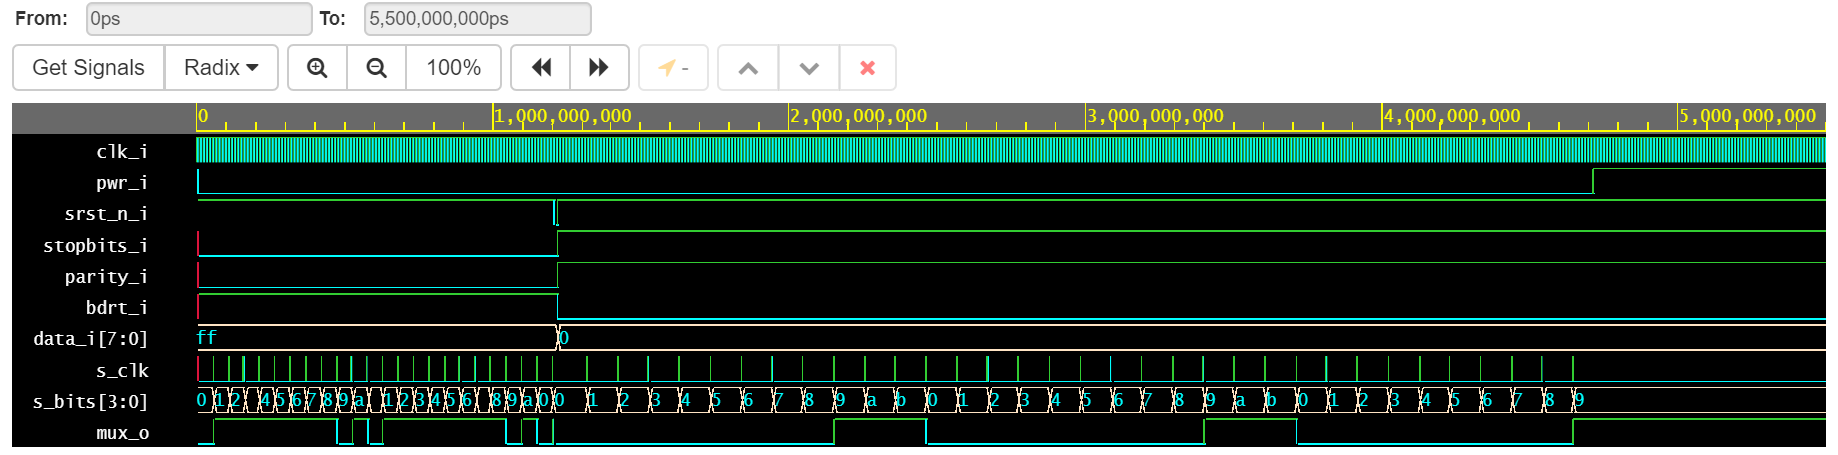 From: 0ps To: 5,500,000,000ps
Get Signals Radix 100% -
0 1,000,000,000 2,000,000,000 3,000,000,000 4,000,000,000 5,000,000,000
clk_i
pwr_i
srst_n_i
stopbits_i
parity_i
bdrt_i
data_i[7:0] ff 0
s_clk
s_bits[3:0] 0 1 2 4 5 6 7 8 9 a 1 2 3 4 5 6 8 9 a 0 0 1 2 3 4 5 6 7 8 9 a b 0 1 2 3 4 5 6 7 8 9 a b 0 1 2 3 4 5 6 7 8 9
mux_o